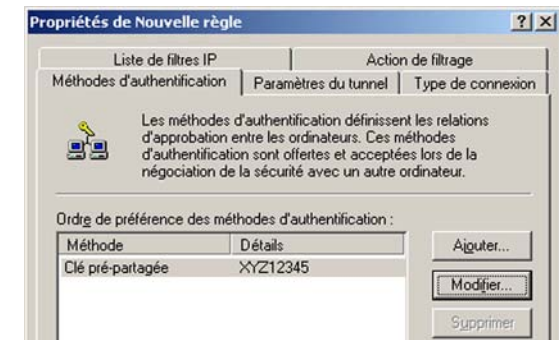 Propriétés de Nouvelle règle
Liste de filtres IP
Action de filtrage
Méthodes d'authentification
Paramètres du tunnel
Type de connexion
Les méthodes d'authentification définissent les relations
d'approbation entre les ordinateurs. Ces méthodes
d'authentification sont offertes et acceptées lors de la
négociation de la sécurité avec un autre ordinateur.
Ordre de préférence des méthodes d'authentification :
Méthode Détails
Clé pré-partagée XYZ12345
Ajouter...
Modifier...
Supprimer